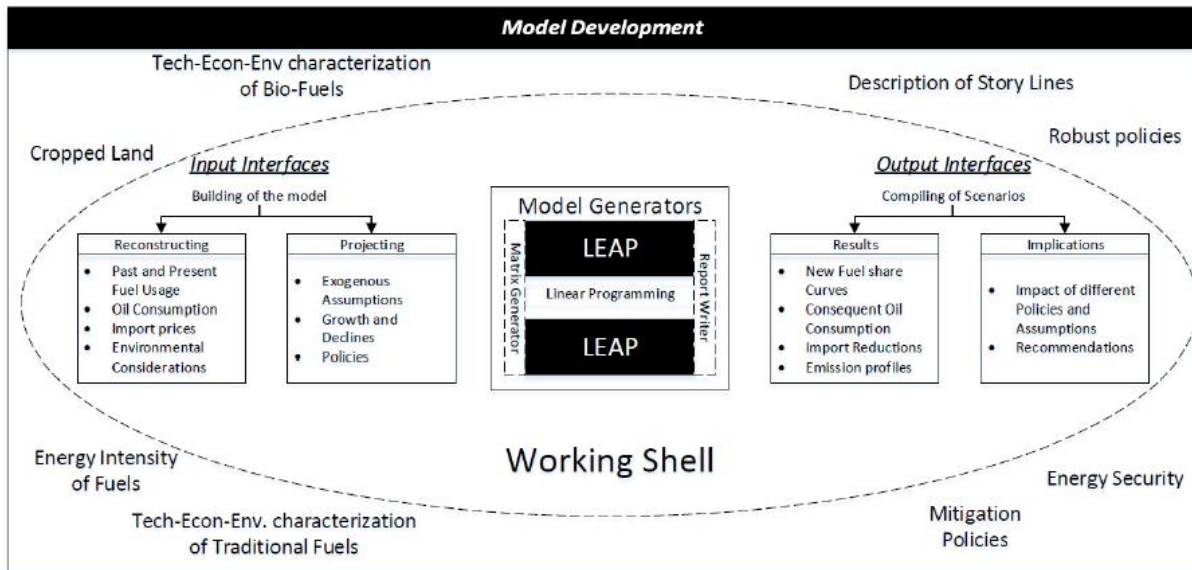 Model Development
Tech-Econ-Env characterization
of Bio-Fuels
Description of Story Lines
Cropped Land
Robust policies
Input Interfaces
Building of the model
Reconstructing
• Past and Present
Fuel Usage
• Oil Consumption
• Import prices
• Environmental
Considerations
Projecting
• Exogenous
Assumptions
• Growth and
Declines
• Policies
Model Generators
Matrix Generator
LEAP
Linear Programming
LEAP
Report Writer
Output Interfaces
Compiling of Scenarios
Results
• New Fuel share
Curves
• Consequent Oil
Consumption
• Import Reductions
• Emission profiles
Implications
• Impact of different
Policies and
Assumptions
• Recommendations
Working Shell
Energy Intensity
of Fuels
Tech-Econ-Env. characterization
of Traditional Fuels
Energy Security
Mitigation
Policies